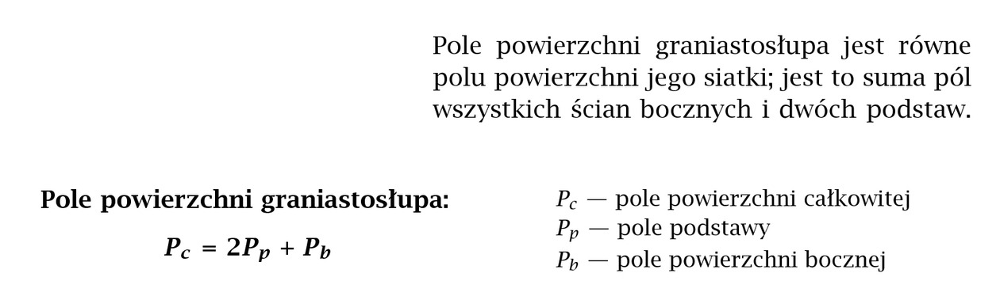 Pole powierzchni graniastosłupa jest równe
polu powierzchni jego siatki; jest to suma pól
wszystkich ścian bocznych i dwóch podstaw.
Pole powierzchni graniastosłupa:
P_c = 2P_p + P_b
P_c — pole powierzchni całkowitej
P_p — pole podstawy
P_b — pole powierzchni bocznej